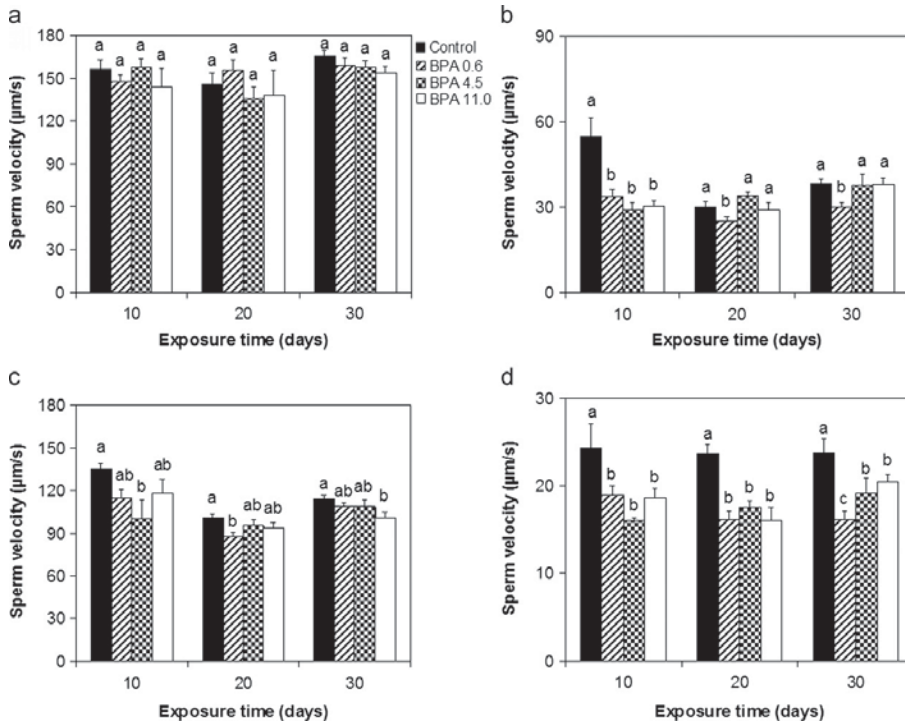 a
180
150
120
90
60
30
0
Sperm velocity (µm/s)
a a a a
a a a a
a a a a
10 20 30
Exposure time (days)
Control
BPA 0.6
BPA 4.5
BPA 11.0
b
90
60
30
0
Sperm velocity (µm/s)
a b b b
a b a a
a b a a
10 20 30
Exposure time (days)
c
180
150
120
90
60
30
0
Sperm velocity (µm/s)
a ab b ab
a b ab ab
a ab ab b
10 20 30
Exposure time (days)
d
30
20
10
0
Sperm velocity (µm/s)
a b b b
a b b b
a c b b
10 20 30
Exposure time (days)